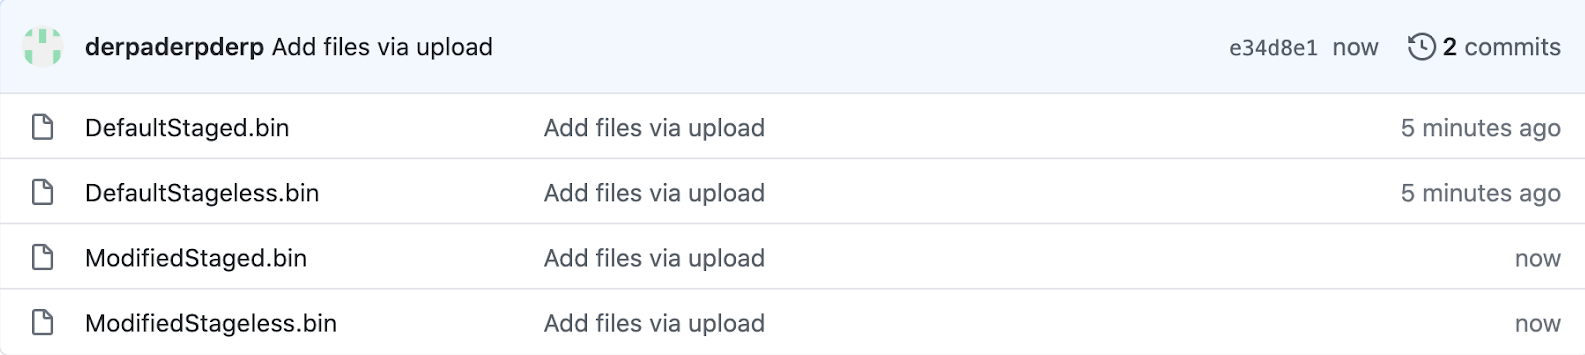 derpaderpderp Add files via upload e34d8e1 now 2 commits
DefaultStaged.bin Add files via upload 5 minutes ago
DefaultStageless.bin Add files via upload 5 minutes ago
ModifiedStaged.bin Add files via upload now
ModifiedStageless.bin Add files via upload now